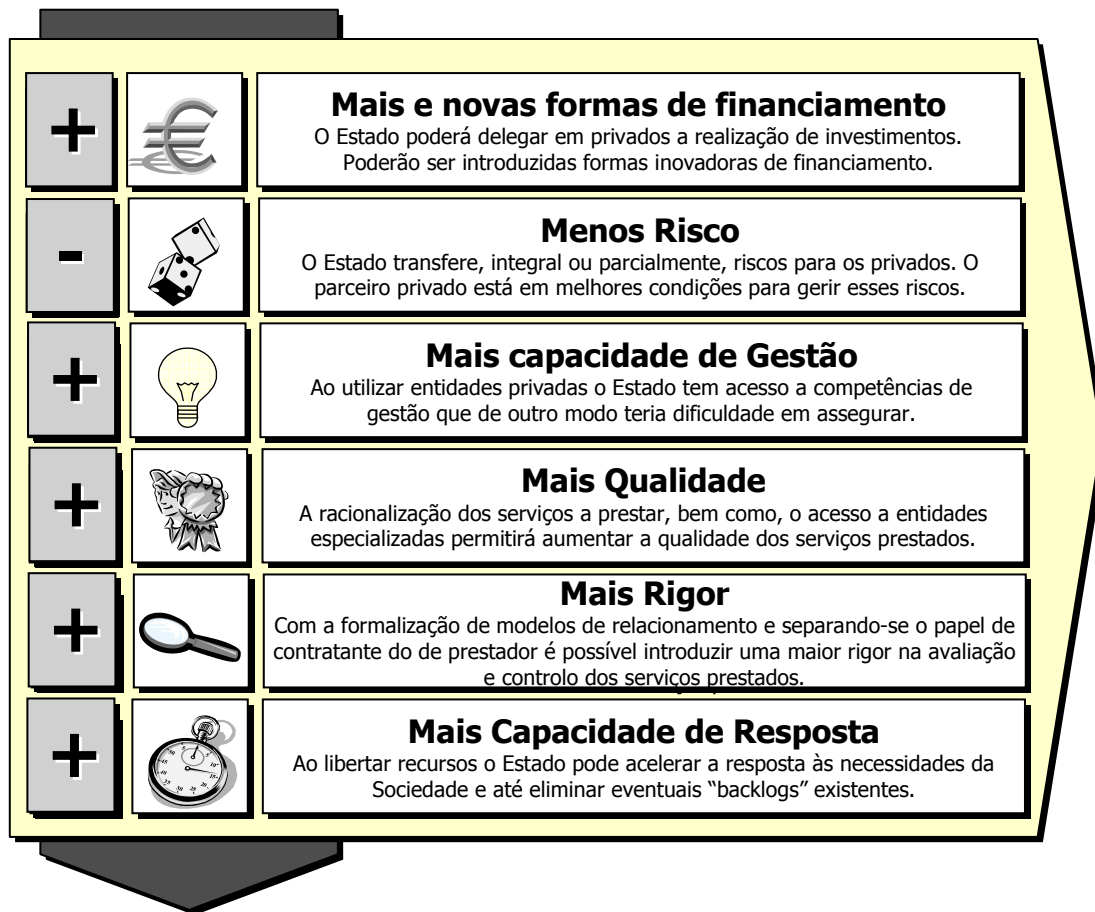 +
Mais e novas formas de financiamento
O Estado poderá delegar em privados a realização de investimentos.
Poderão ser introduzidas formas inovadoras de financiamento.
-
Menos Risco
O Estado transfere, integral ou parcialmente, riscos para os privados. O
parceiro privado está em melhores condições para gerir esses riscos.
+
Mais capacidade de Gestão
Ao utilizar entidades privadas o Estado tem acesso a competências de
gestão que de outro modo teria dificuldade em assegurar.
+
Mais Qualidade
A racionalização dos serviços a prestar, bem como, o acesso a entidades
especializadas permitirá aumentar a qualidade dos serviços prestados.
+
Mais Rigor
Com a formalização de modelos de relacionamento e separando-se o papel de
contratante do de prestador é possível introduzir uma maior rigor na avaliação
e controlo dos serviços prestados.
+
Mais Capacidade de Resposta
Ao libertar recursos o Estado pode acelerar a resposta às necessidades da
Sociedade e até eliminar eventuais “backlogs” existentes.